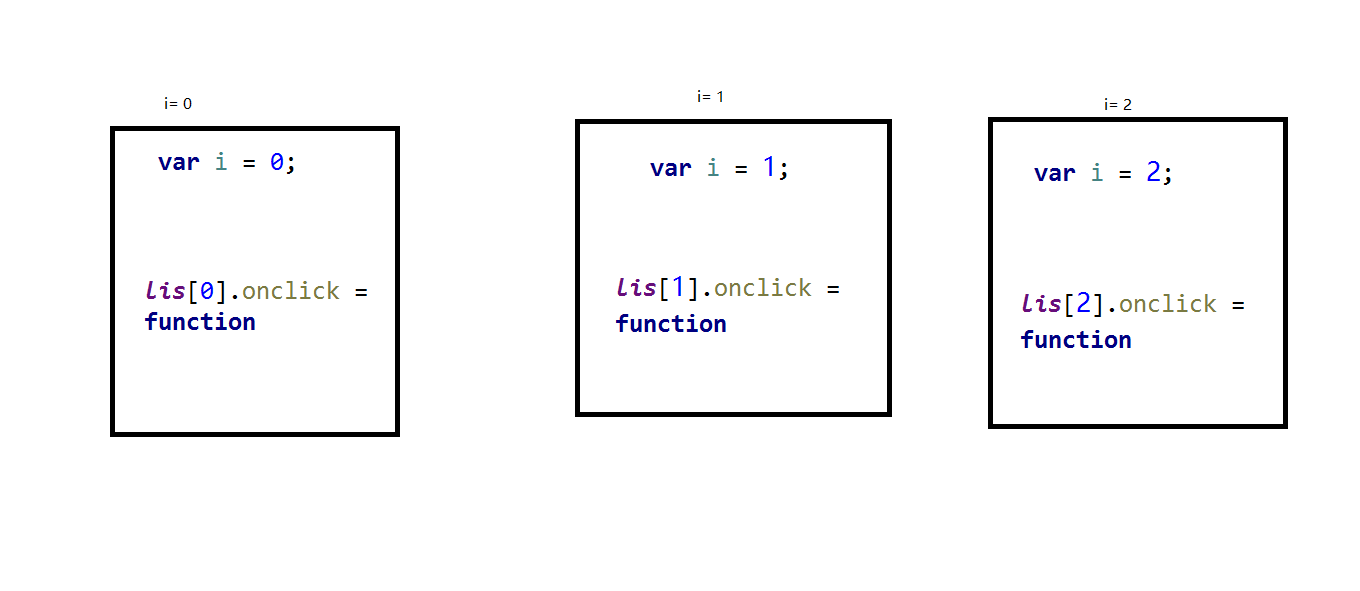 i= 0
var i = 0;
lis[0].onclick =
function
i= 1
var i = 1;
lis[1].onclick =
function
i= 2
var i = 2;
lis[2].onclick =
function